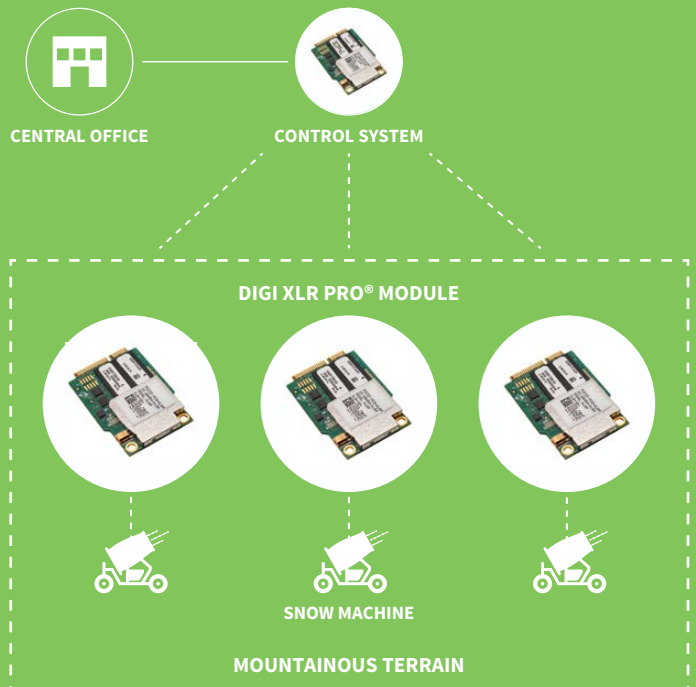 CENTRAL OFFICE
CONTROL SYSTEM
DIGI XLR PRO® MODULE
SNOW MACHINE
MOUNTAINOUS TERRAIN